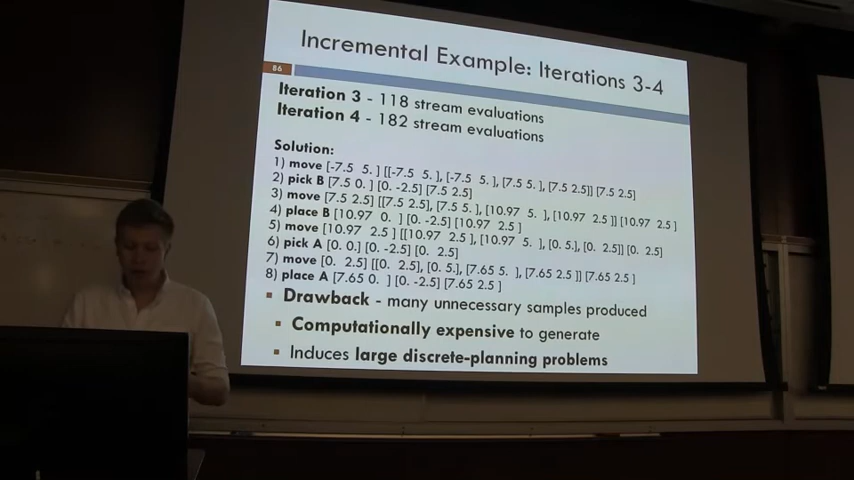 Incremental Example: Iterations 3-4
86
Iteration 3 - 118 stream evaluations
Iteration 4 - 182 stream evaluations
Solution:
1) move [-7.5 5. ] [[-7.5 5. ], [-7.5 5. ], [7.5 5. ], [7.5 2.5]] [7.5 2.5]
2) pick B [7.5 0. ] [0. -2.5] [7.5 2.5]
3) move [7.5 2.5] [[7.5 2.5], [7.5 5. ], [10.97 5. ], [10.97 2.5 ]] [10.97 2.5 ]
4) place B [10.97 0. ] [0. -2.5] [10.97 2.5 ]
5) move [10.97 2.5 ] [[10.97 2.5 ], [10.97 5. ], [0. 5.], [0. 2.5]] [0. 2.5]
6) pick A [0. 0.] [0. -2.5] [0. 2.5]
7) move [0. 2.5] [[0. 2.5], [0. 5.], [7.65 5. ], [7.65 2.5 ]] [7.65 2.5 ]
8) place A [7.65 0. ] [0. -2.5] [7.65 2.5 ]
▪ Drawback - many unnecessary samples produced
▪ Computationally expensive to generate
▪ Induces large discrete-planning problems